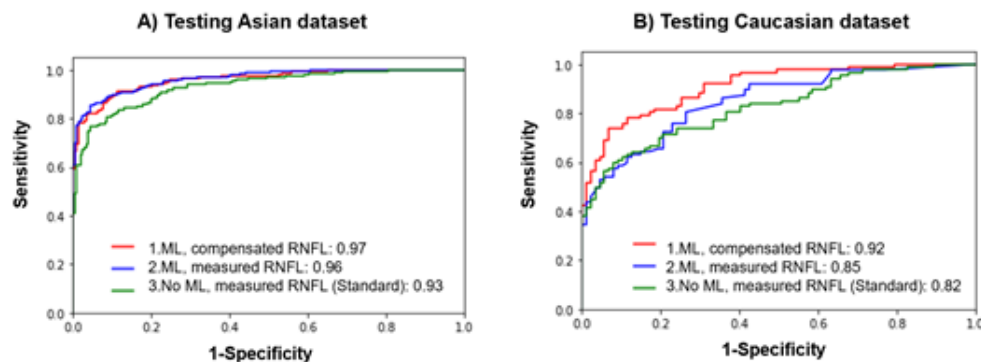 A) Testing Asian dataset
Sensitivity
1.0
0.8
0.6
0.4
0.2
0.0
1.ML, compensated RNFL: 0.97
2.ML, measured RNFL: 0.96
3.No ML, measured RNFL (Standard): 0.93
0.0 0.2 0.4 0.6 0.8 1.0
1-Specificity
B) Testing Caucasian dataset
Sensitivity
1.0
0.8
0.6
0.4
0.2
0.0
1.ML, compensated RNFL: 0.92
2.ML, measured RNFL: 0.85
3.No ML, measured RNFL (Standard): 0.82
0.0 0.2 0.4 0.6 0.8 1.0
1-Specificity